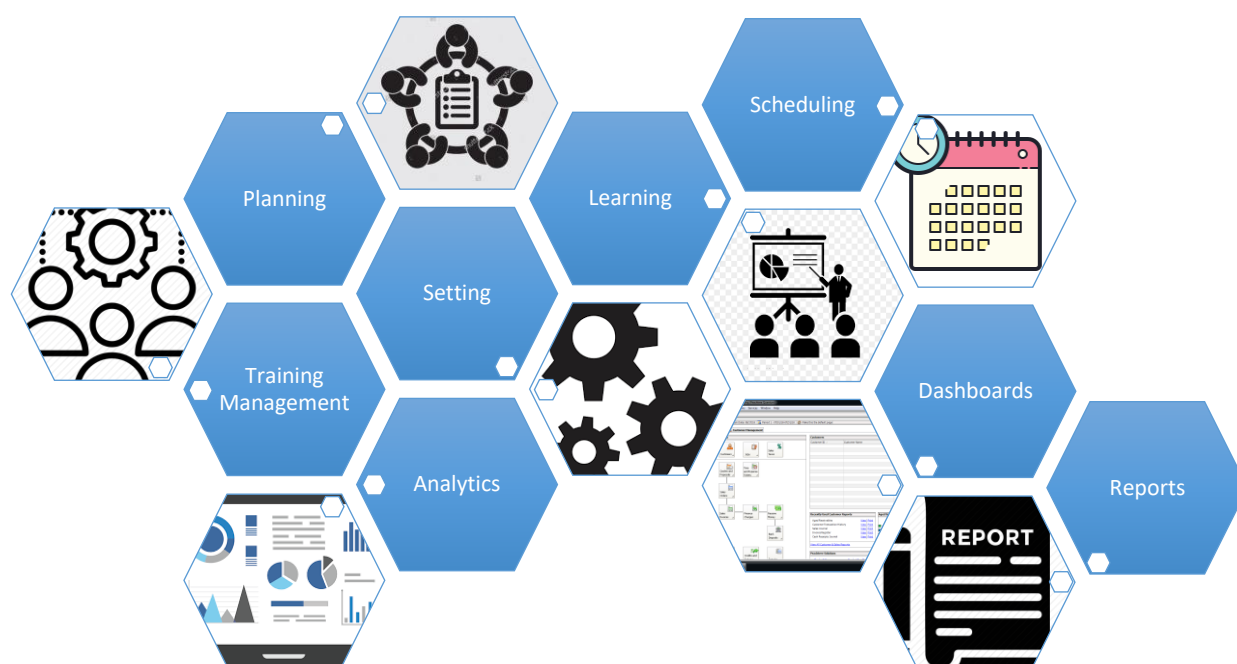 Scheduling
Planning
Learning
Setting
Training
Management
Dashboards
Analytics
Reports
REPORT